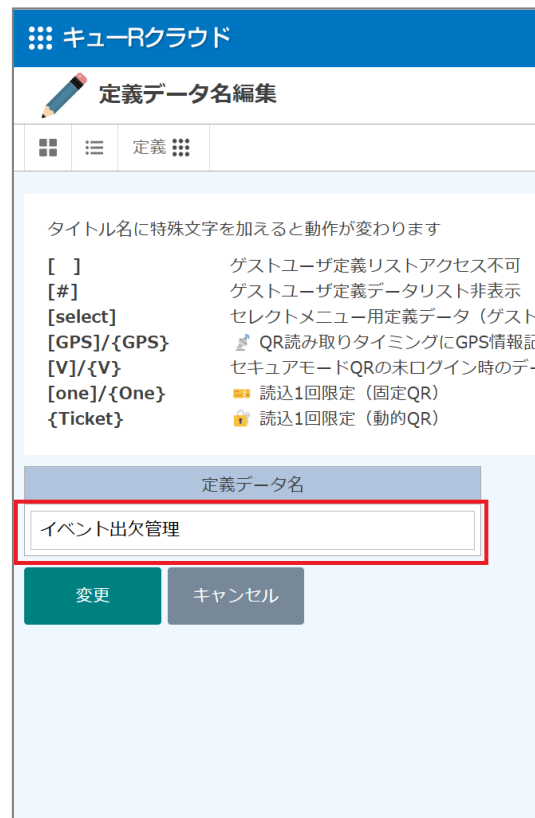 キューRクラウド
定義データ名編集
定義
タイトル名に特殊文字を加えると動作が変わります
[ ] ゲストユーザ定義リストアクセス不可
[#] ゲストユーザ定義データリスト非表示
[select] セレクトメニュー用定義データ（ゲスト
[GPS]/{GPS} QR読み取りタイミングにGPS情報記
[V]/{V} セキュアモードQRの未ログイン時のデー
[one]/{One} 読込1回限定（固定QR）
{Ticket} 読込1回限定（動的QR）
定義データ名
イベント出欠管理
変更 キャンセル